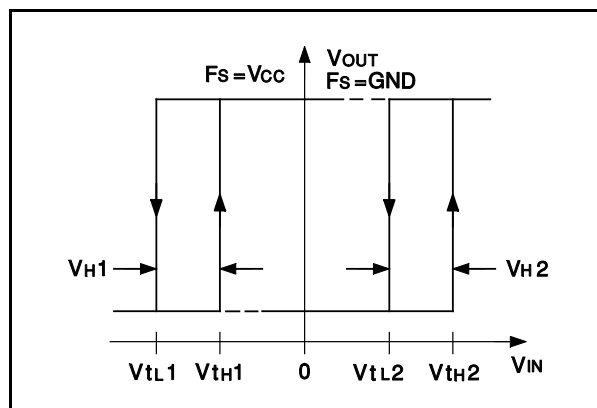 VOUT
FS=VCC FS=GND
VH1 VH2
VtL1 VtH1 0 VtL2 VtH2 VIN